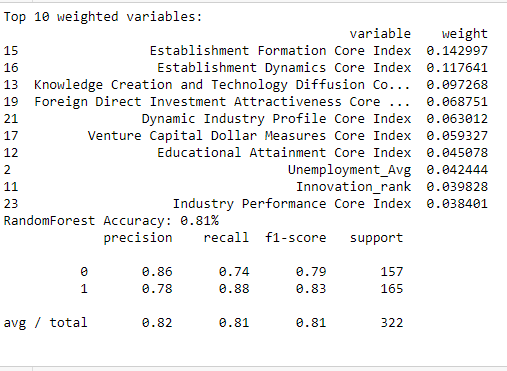 Top 10 weighted variables:
variable weight
15 Establishment Formation Core Index 0.142997
16 Establishment Dynamics Core Index 0.117641
13 Knowledge Creation and Technology Diffusion Co... 0.097268
19 Foreign Direct Investment Attractiveness Core ... 0.068751
21 Dynamic Industry Profile Core Index 0.063012
17 Venture Capital Dollar Measures Core Index 0.059327
12 Educational Attainment Core Index 0.045078
2 Unemployment_Avg 0.042444
11 Innovation_rank 0.039828
23 Industry Performance Core Index 0.038401
RandomForest Accuracy: 0.81%
precision recall f1-score support
0 0.86 0.74 0.79 157
1 0.78 0.88 0.83 165
avg / total 0.82 0.81 0.81 322